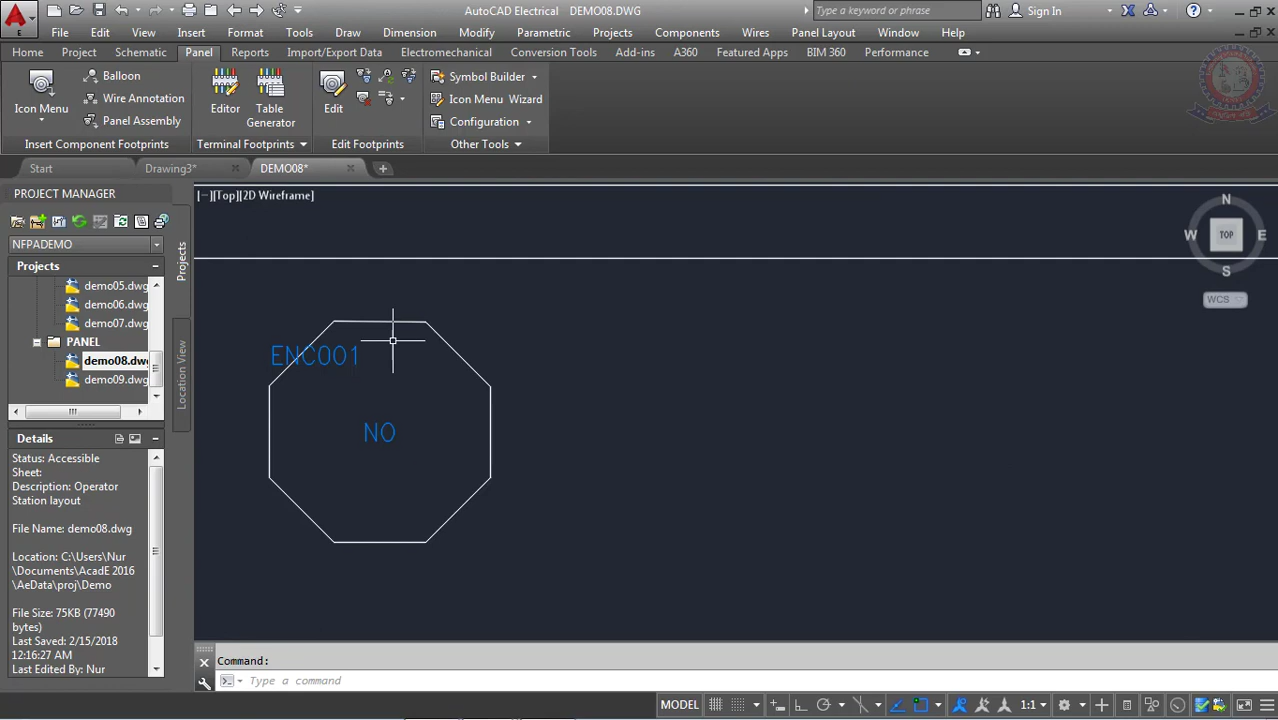 AutoCAD Electrical DEMO08.DWG
Type a keyword or phrase
Sign In
E
File Edit View Insert Format Tools Draw Dimension Modify Parametric Projects Components Wires Panel Layout Window Help
Home Project Schematic Panel Reports Import/Export Data Electromechanical Conversion Tools Add-ins A360 Featured Apps BIM 360 Performance
Icon Menu
Balloon
Wire Annotation
Panel Assembly
Insert Component Footprints
Editor
Table Generator
Terminal Footprints
Edit
Edit Footprints
Symbol Builder
Icon Menu Wizard
Configuration
Other Tools
Start Drawing3* DEMO08*
PROJECT MANAGER
NFPADEMO
Projects
demo05.dwg
demo06.dwg
demo07.dwg
PANEL
demo08.dwg
demo09.dwg
Projects
Location View
Details
Status: Accessible
Sheet:
Description: Operator
Station layout
File Name: demo08.dwg
Location: C:\Users\Nur
\Documents\AcadE 2016
\AeData\proj\Demo
File Size: 75KB (77490
bytes)
Last Saved: 2/15/2018
12:16:27 AM
Last Edited By: Nur
[−][Top][2D Wireframe]
N
W TOP E
S
WCS
ENC001
NO
Command:
Type a command
MODEL
1:1